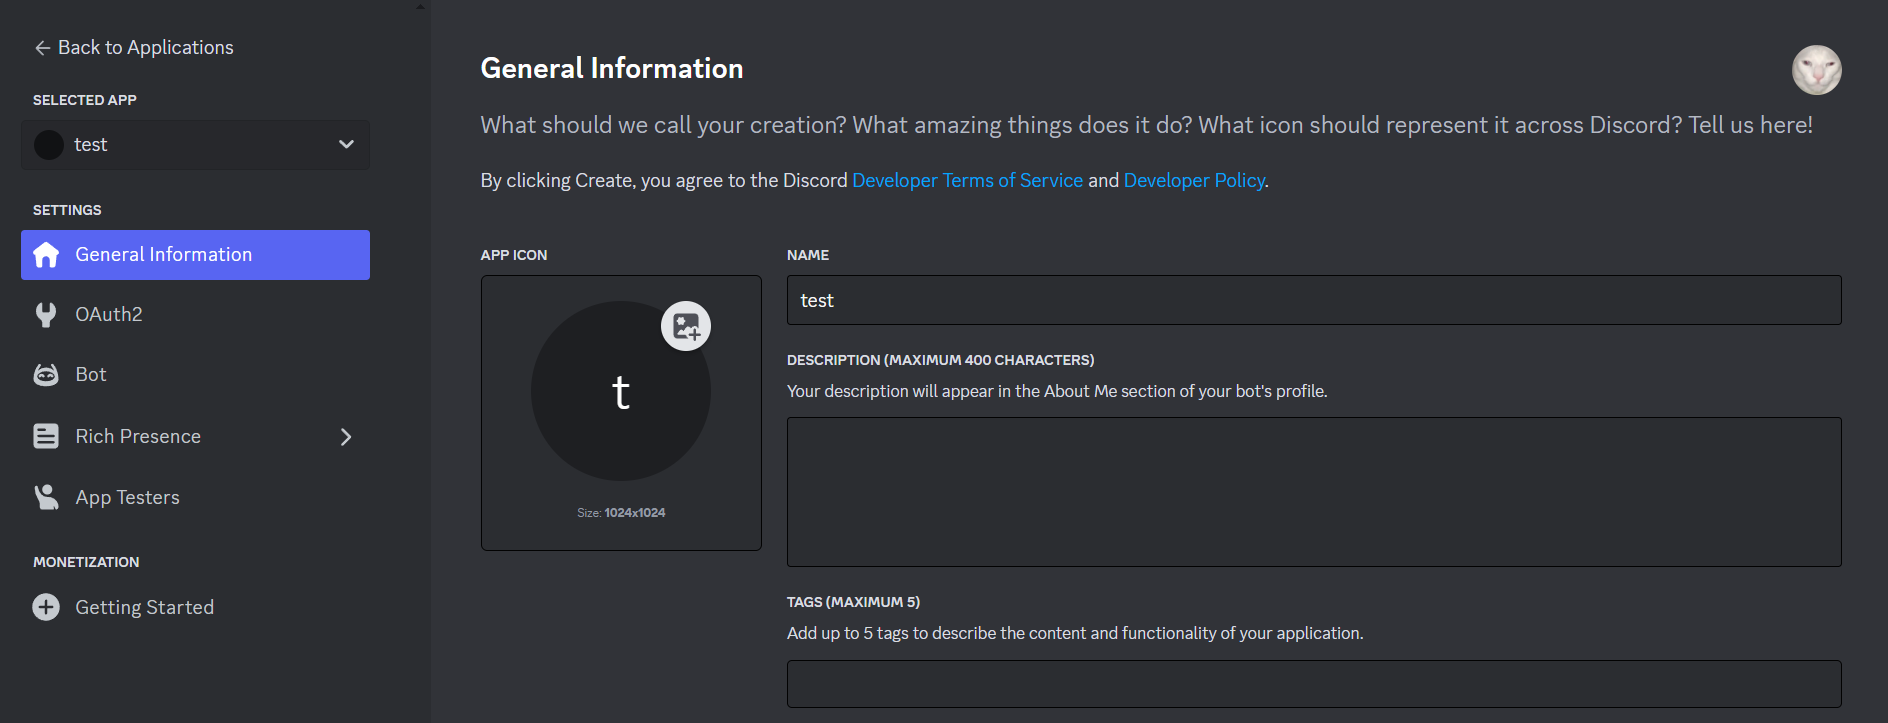 Back to Applications
SELECTED APP
test
SETTINGS
General Information
OAuth2
Bot
Rich Presence
App Testers
MONETIZATION
Getting Started
General Information
What should we call your creation? What amazing things does it do? What icon should represent it across Discord? Tell us here!
By clicking Create, you agree to the Discord Developer Terms of Service and Developer Policy.
APP ICON
t
Size: 1024x1024
NAME
test
DESCRIPTION (MAXIMUM 400 CHARACTERS)
Your description will appear in the About Me section of your bot's profile.
TAGS (MAXIMUM 5)
Add up to 5 tags to describe the content and functionality of your application.